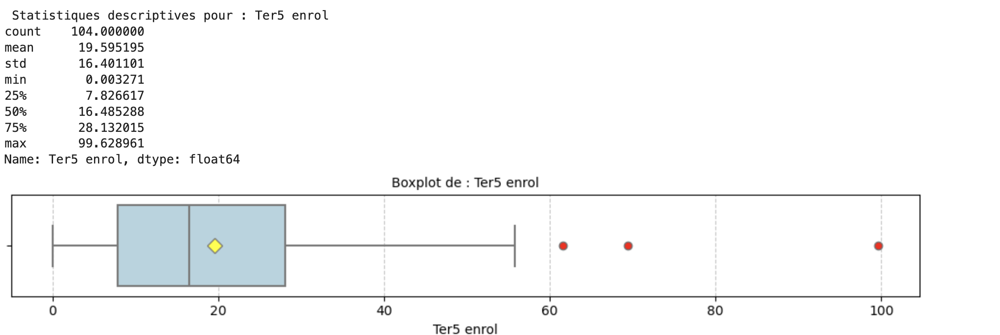 Statistiques descriptives pour : Ter5 enrol
count 104.000000
mean 19.595195
std 16.401101
min 0.003271
25% 7.826617
50% 16.485288
75% 28.132015
max 99.628961
Name: Ter5 enrol, dtype: float64
Boxplot de : Ter5 enrol
0 20 40 60 80 100
Ter5 enrol